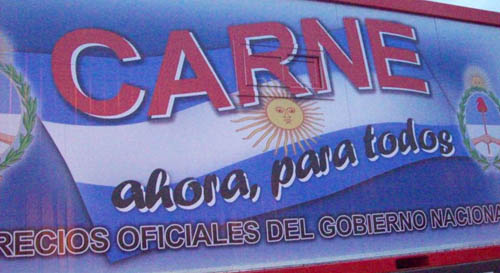 CARNE
ahora, para todos
RECIOS OFICIALES DEL GOBIERNO NACIONA